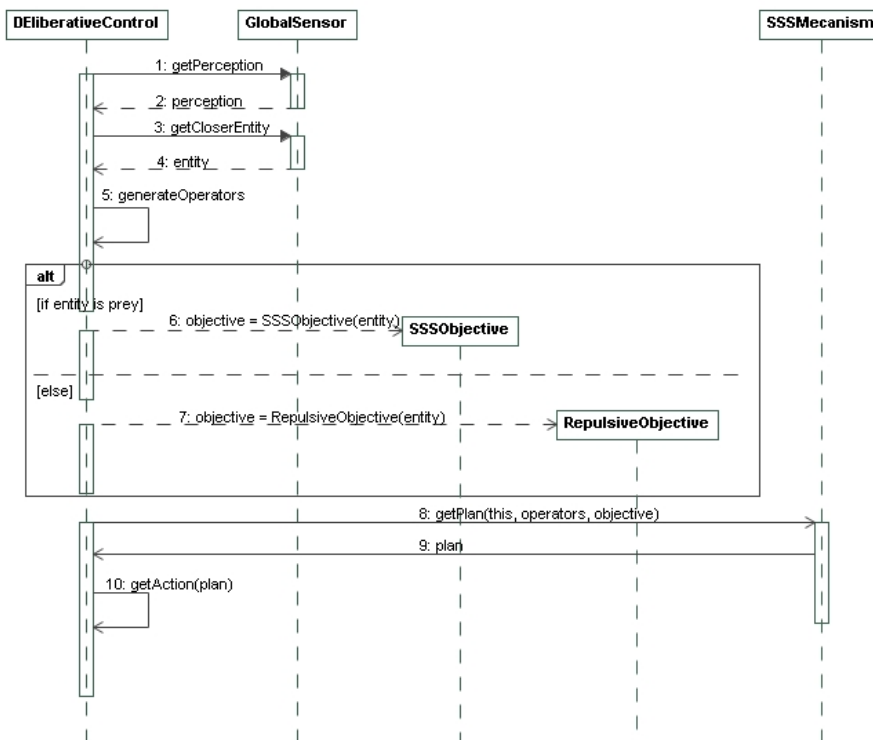 DEliberativeControl
GlobalSensor
SSSMecanism
1: getPerception
2: perception
3: getCloserEntity
4: entity
5: generateOperators
alt
[if entity is prey]
6: objective = SSSObjective(entity)
SSSObjective
[else]
7: objective = RepulsiveObjective(entity)
RepulsiveObjective
8: getPlan(this, operators, objective)
9: plan
10: getAction(plan)